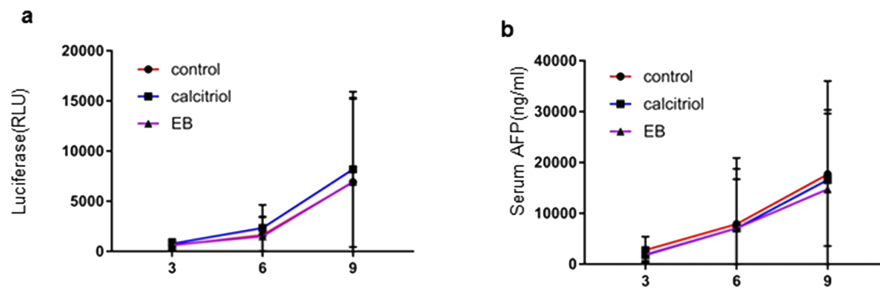 a
Luciferase(RLU)
20000
15000
10000
5000
0
control
calcitriol
EB
3 6 9
b
Serum AFP(ng/ml)
40000
30000
20000
10000
0
control
calcitriol
EB
3 6 9